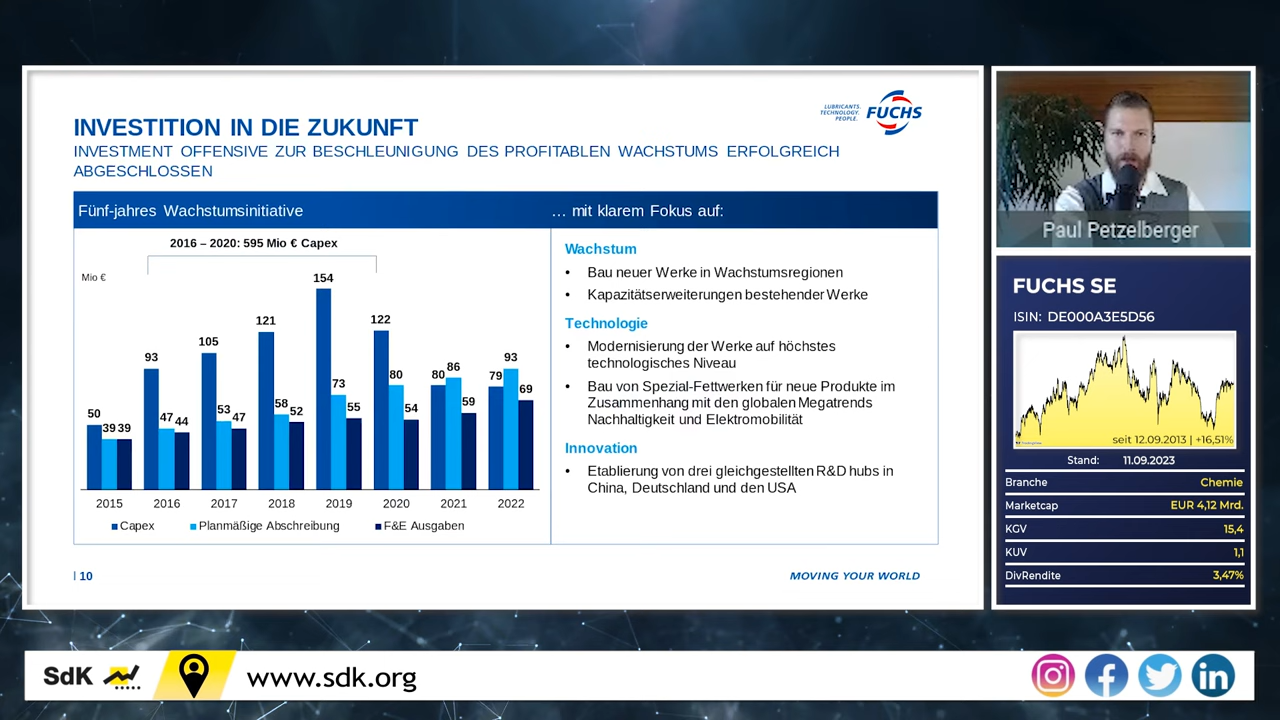 INVESTITION IN DIE ZUKUNFT
INVESTMENT OFFENSIVE ZUR BESCHLEUNIGUNG DES PROFITABLEN WACHSTUMS ERFOLGREICH
ABGESCHLOSSEN
LUBRICANTS.
TECHNOLOGY.
PEOPLE.
FUCHS
Fünf-jahres Wachstumsinitiative
… mit klarem Fokus auf:
2016 – 2020: 595 Mio € Capex
Mio €
50 39 39
93 47 44
105 53 47
121 58 52
154 73 55
122 80 54
80 86 59
79 93 69
2015 2016 2017 2018 2019 2020 2021 2022
Capex Planmäßige Abschreibung F&E Ausgaben
Wachstum
• Bau neuer Werke in Wachstumsregionen
• Kapazitätserweiterungen bestehender Werke
Technologie
• Modernisierung der Werke auf höchstes
technologisches Niveau
• Bau von Spezial-Fettwerken für neue Produkte im
Zusammenhang mit den globalen Megatrends
Nachhaltigkeit und Elektromobilität
Innovation
• Etablierung von drei gleichgestellten R&D hubs in
China, Deutschland und den USA
| 10
MOVING YOUR WORLD
Paul Petzelberger
FUCHS SE
ISIN: DE000A3E5D56
seit 12.09.2013 | +16,51%
Stand: 11.09.2023
Branche Chemie
Marketcap EUR 4,12 Mrd.
KGV 15,4
KUV 1,1
DivRendite 3,47%
SdK
www.sdk.org